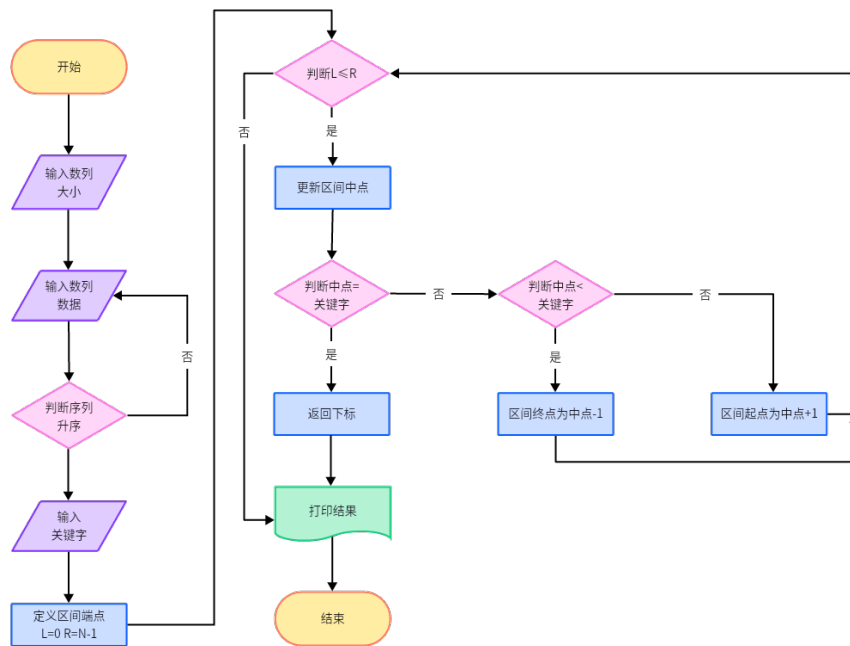 开始
输入数列
大小
输入数列
数据
否
判断序列
升序
输入
关键字
定义区间端点
L=0 R=N-1
判断L≤R
否
是
更新区间中点
判断中点=
关键字
否
是
返回下标
打印结果
结束
判断中点<
关键字
否
是
区间终点为中点-1
区间起点为中点+1